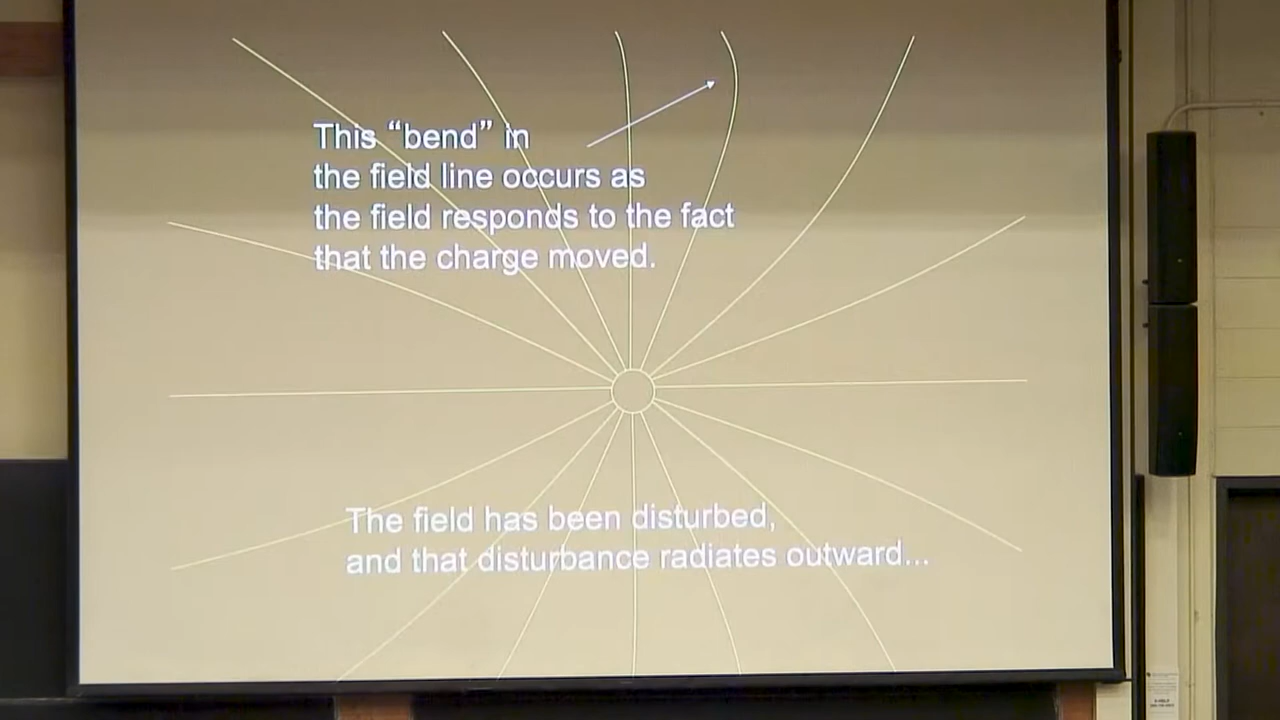 This “bend” in
the field line occurs as
the field responds to the fact
that the charge moved.
The field has been disturbed,
and that disturbance radiates outward...